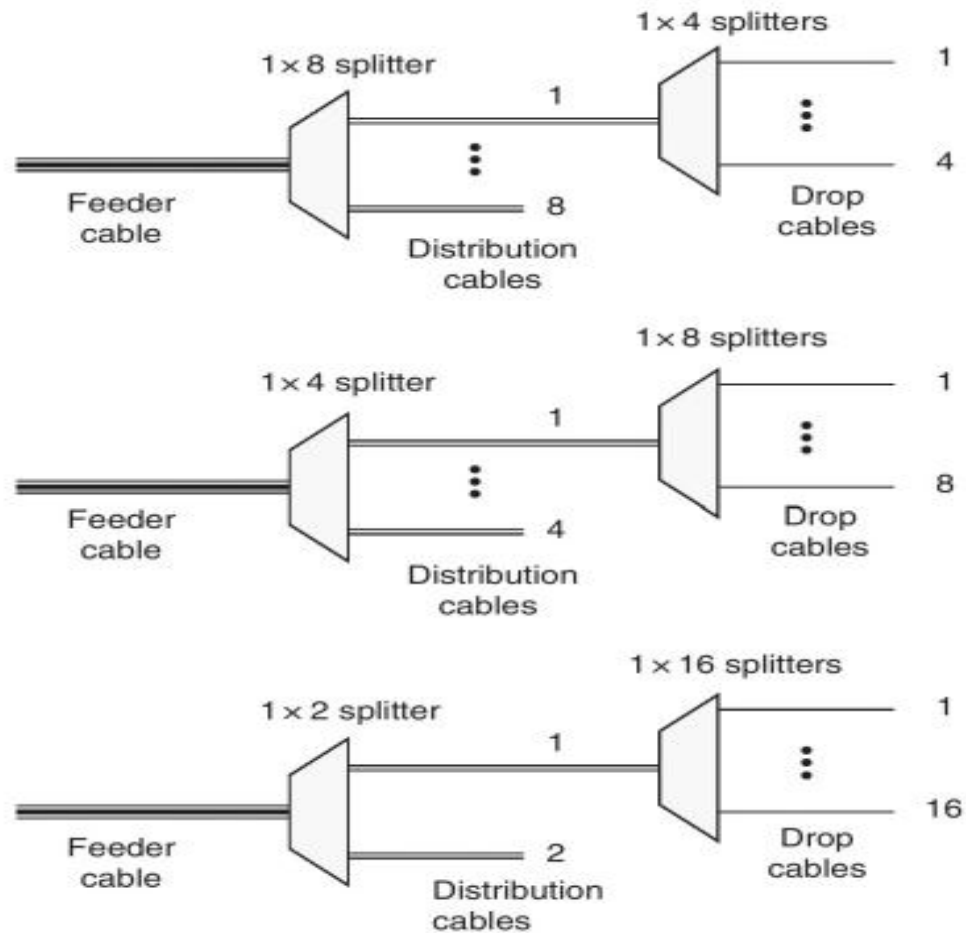 1 × 4 splitters
1
1 × 8 splitter
1
4
Feeder
cable
8
Drop
cables
Distribution
cables
1 × 8 splitters
1
1 × 4 splitter
1
8
Feeder
cable
4
Drop
cables
Distribution
cables
1 × 16 splitters
1
1 × 2 splitter
1
16
Feeder
cable
2
Drop
cables
Distribution
cables